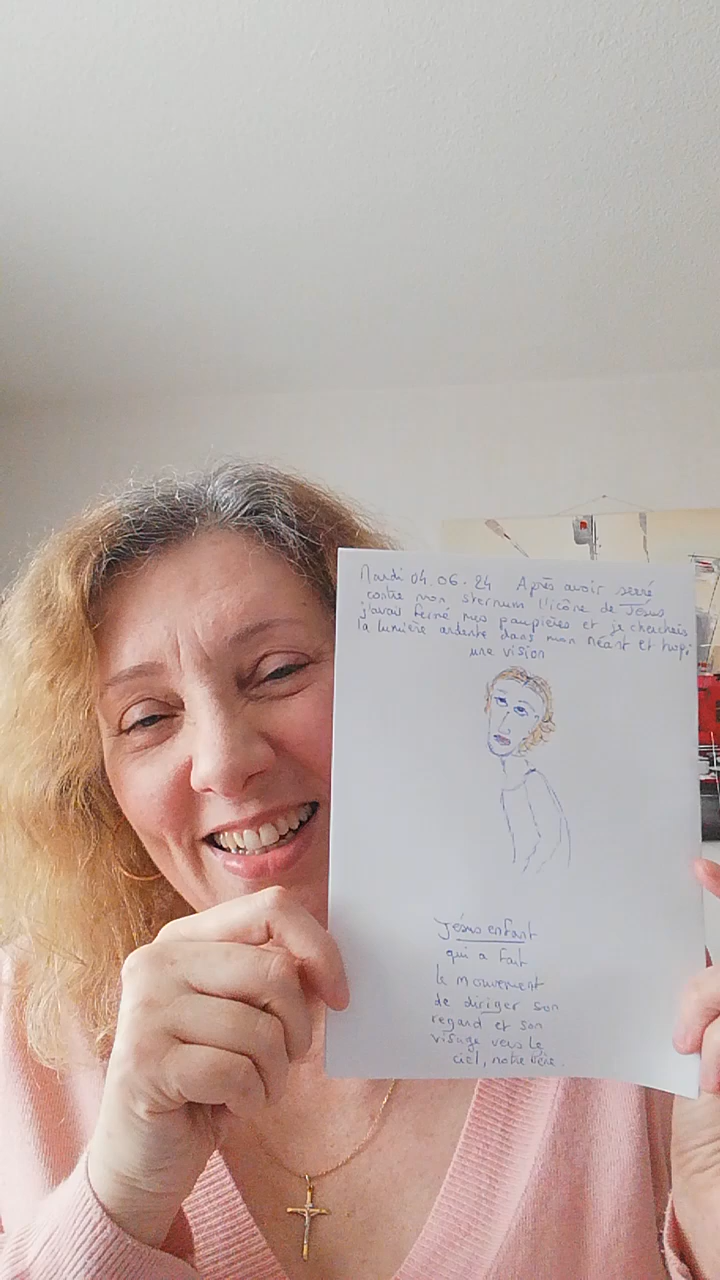 Mardi 04.06.24 Après avoir serré
contre mon sternum l'icône de Jésus
j'avais fermé mes paupières et je cherchais
la lumière ardente dans mon néant et
une vision
Jésus enfant
qui a fait
le mouvement
de diriger son
regard et son
visage vers le
ciel, notre Père.